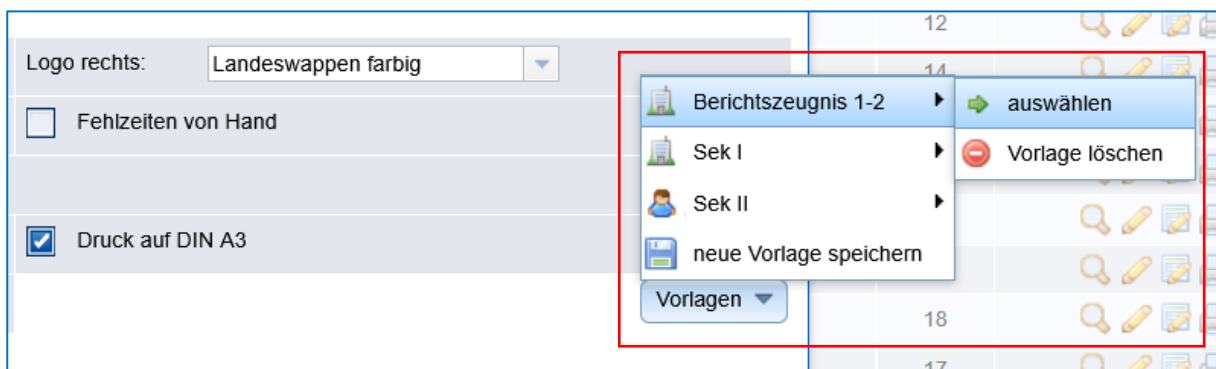 12
Logo rechts: Landeswappen farbig
14
Berichtszeugnis 1-2
auswählen
Fehlzeiten von Hand
Sek I
Vorlage löschen
Sek II
Druck auf DIN A3
neue Vorlage speichern
Vorlagen
18
17